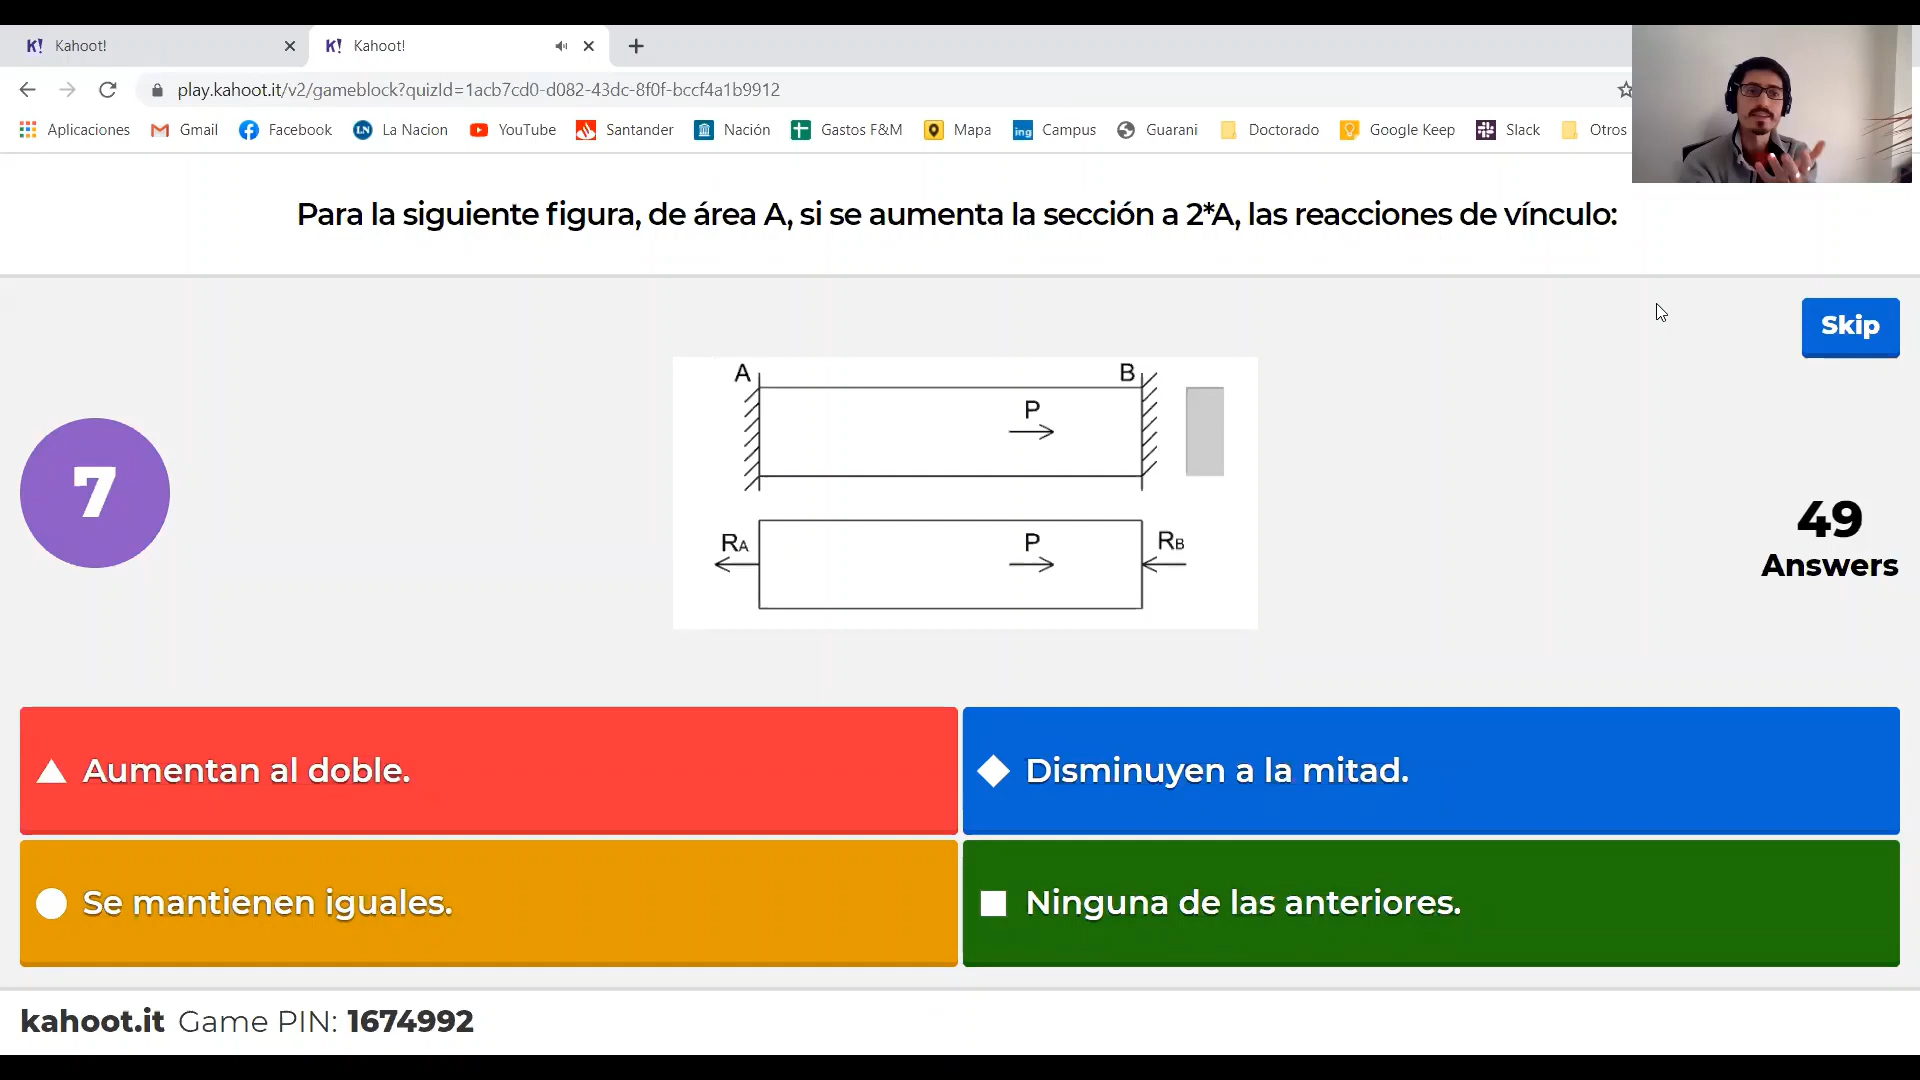 K! Kahoot!
K! Kahoot!
play.kahoot.it/v2/gameblock?quizId=1acb7cd0-d082-43dc-8f0f-bccf4a1b9912
Aplicaciones Gmail Facebook LN La Nacion YouTube Santander Nación Gastos F&M Mapa ing Campus Guarani Doctorado Google Keep Slack Otros
Para la siguiente figura, de área A, si se aumenta la sección a 2*A, las reacciones de vínculo:
Skip
A B
P
7
RA P RB
49
Answers
Aumentan al doble.
Disminuyen a la mitad.
Se mantienen iguales.
Ninguna de las anteriores.
kahoot.it Game PIN: 1674992